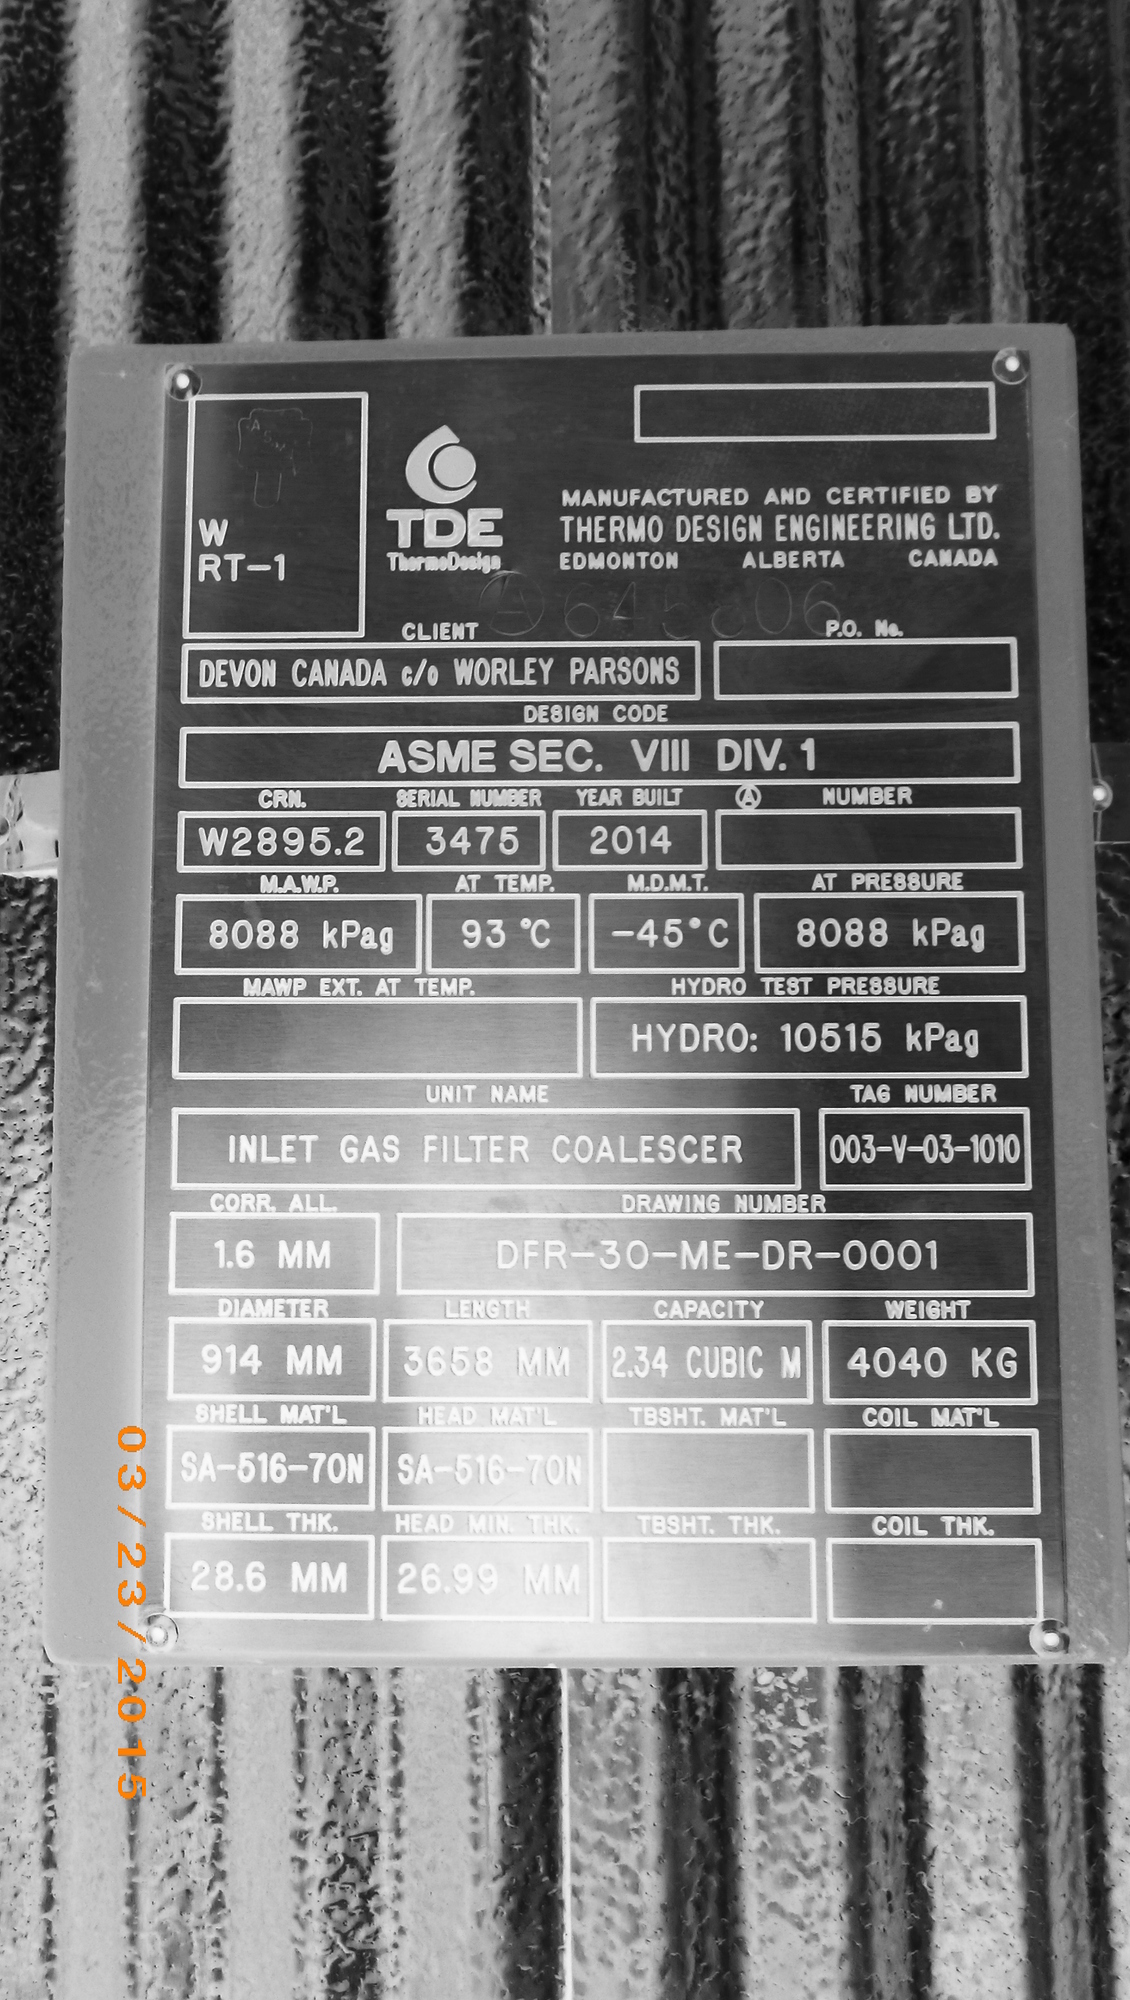 ASM
W
RT-1
TDE
ThermoDesign
MANUFACTURED AND CERTIFIED BY
THERMO DESIGN ENGINEERING LTD.
EDMONTON ALBERTA CANADA
CLIENT P.O. No.
DEVON CANADA c/o WORLEY PARSONS
DESIGN CODE
ASME SEC. VIII DIV. 1
CRN. SERIAL NUMBER YEAR BUILT Ⓐ NUMBER
W2895.2 3475 2014
M.A.W.P. AT TEMP. M.D.M.T. AT PRESSURE
8088 kPag 93 °C -45°C 8088 kPag
MAWP EXT. AT TEMP. HYDRO TEST PRESSURE
HYDRO: 10515 kPag
UNIT NAME TAG NUMBER
INLET GAS FILTER COALESCER 003-V-03-1010
CORR. ALL. DRAWING NUMBER
1.6 MM DFR-30-ME-DR-0001
DIAMETER LENGTH CAPACITY WEIGHT
914 MM 3658 MM 2.34 CUBIC M 4040 KG
SHELL MAT'L HEAD MAT'L TBSHT. MAT'L COIL MAT'L
SA-516-70N SA-516-70N
SHELL THK. HEAD MIN. THK. TBSHT. THK. COIL THK.
28.6 MM 26.99 MM
03/23/2015